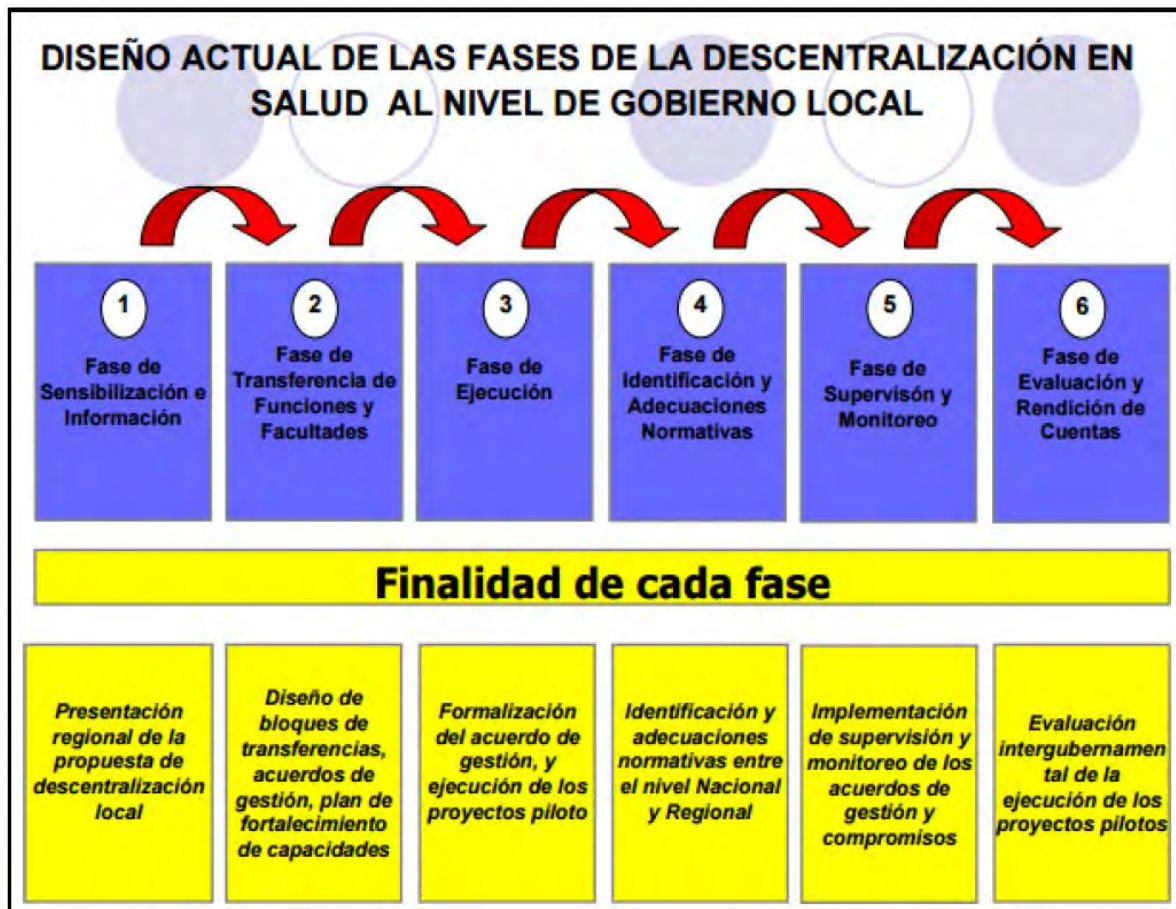 DISEÑO ACTUAL DE LAS FASES DE LA DESCENTRALIZACIÓN EN
SALUD AL NIVEL DE GOBIERNO LOCAL
1
Fase de
Sensibilización e
Información
2
Fase de
Transferencia de
Funciones y
Facultades
3
Fase de
Ejecución
4
Fase de
Identificación y
Adecuaciones
Normativas
5
Fase de
Supervisón y
Monitoreo
6
Fase de
Evaluación y
Rendición de
Cuentas
Finalidad de cada fase
Presentación
regional de la
propuesta de
descentralización
local
Diseño de
bloques de
transferencias,
acuerdos de
gestión, plan de
fortalecimiento
de capacidades
Formalización
del acuerdo de
gestión, y
ejecución de los
proyectos piloto
Identificación y
adecuaciones
normativas entre
el nivel Nacional
y Regional
Implementación
de supervisión y
monitoreo de los
acuerdos de
gestión y
compromisos
Evaluación
intergubernamen
tal de la
ejecución de los
proyectos pilotos